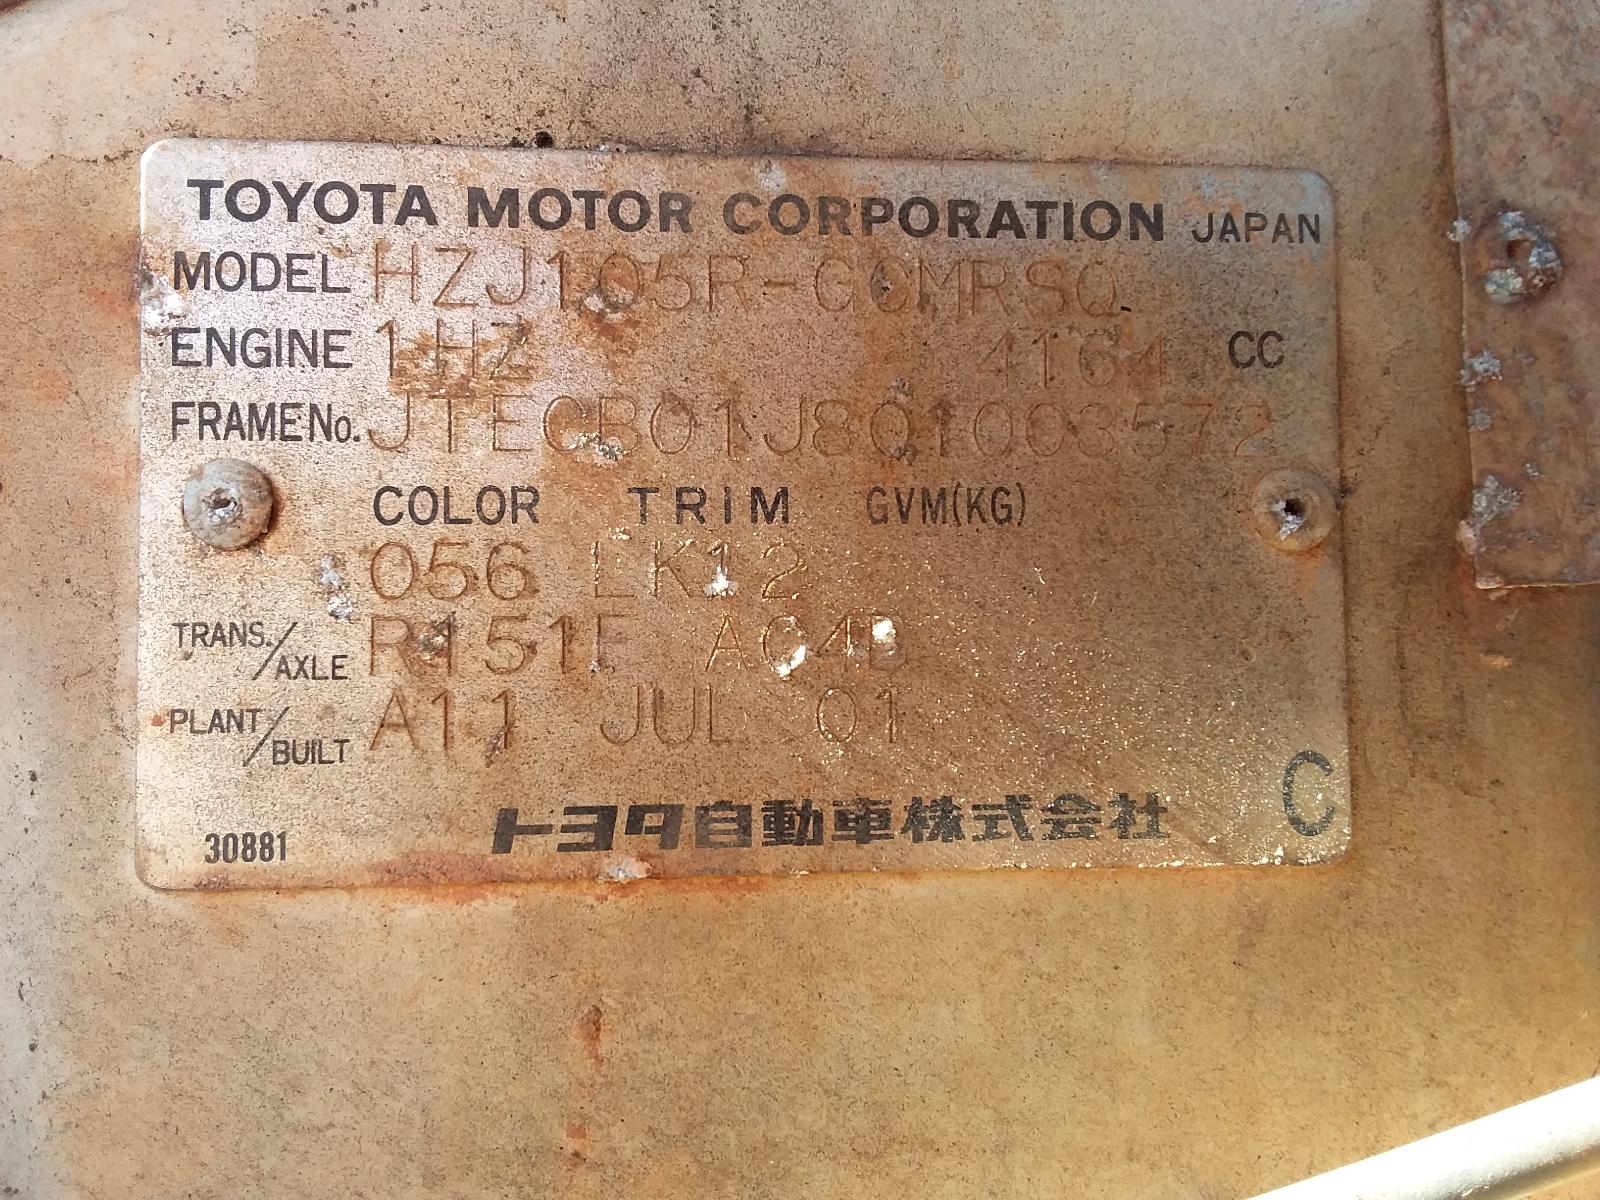 TOYOTA MOTOR CORPORATION JAPAN
MODEL HZJ105R-GCMRSQ
ENGINE 1HZ 4164 CC
FRAME No. JTECB01J801003572
COLOR TRIM GVM(KG)
056 LK12
TRANS./AXLE R151F A04B
PLANT/BUILT A11 JUL 01
C
30881 トヨタ自動車株式会社